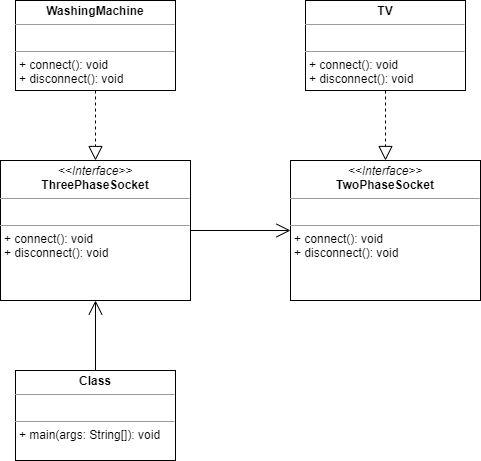 WashingMachine
+ connect(): void
+ disconnect(): void
TV
+ connect(): void
+ disconnect(): void
<<Interface>>
ThreePhaseSocket
+ connect(): void
+ disconnect(): void
<<Interface>>
TwoPhaseSocket
+ connect(): void
+ disconnect(): void
Class
+ main(args: String[]): void